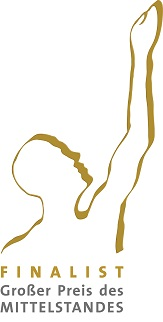 FINALIST
Großer Preis des
MITTELSTANDES